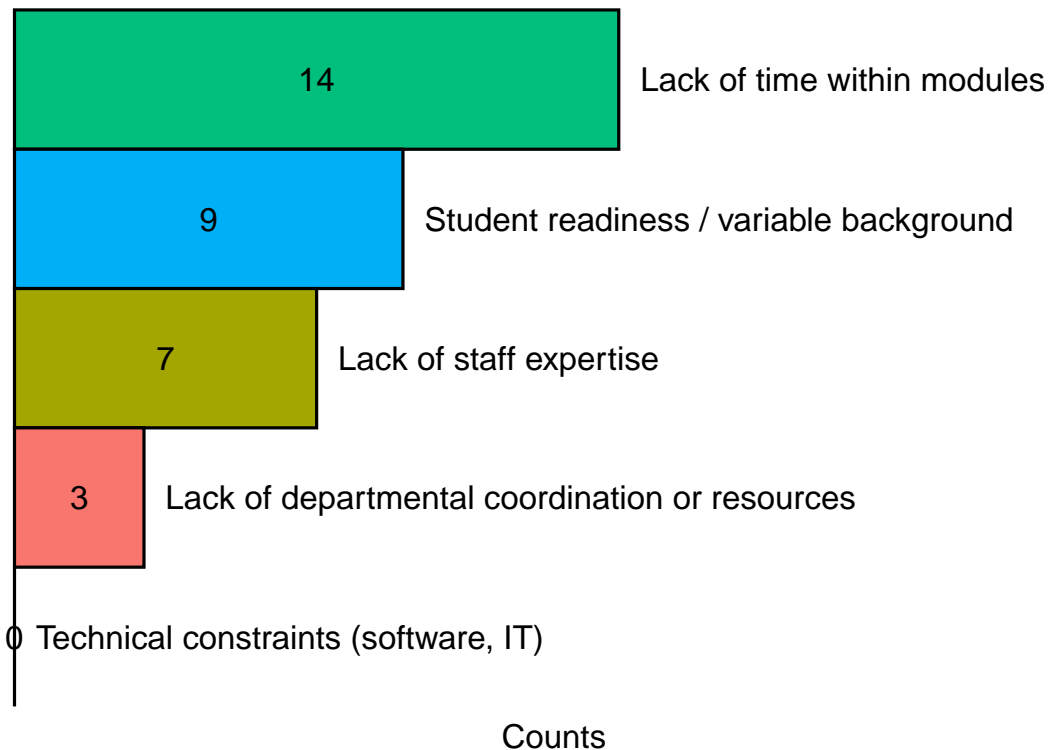 14 Lack of time within modules
9 Student readiness / variable background
7 Lack of staff expertise
3 Lack of departmental coordination or resources
0 Technical constraints (software, IT)
Counts